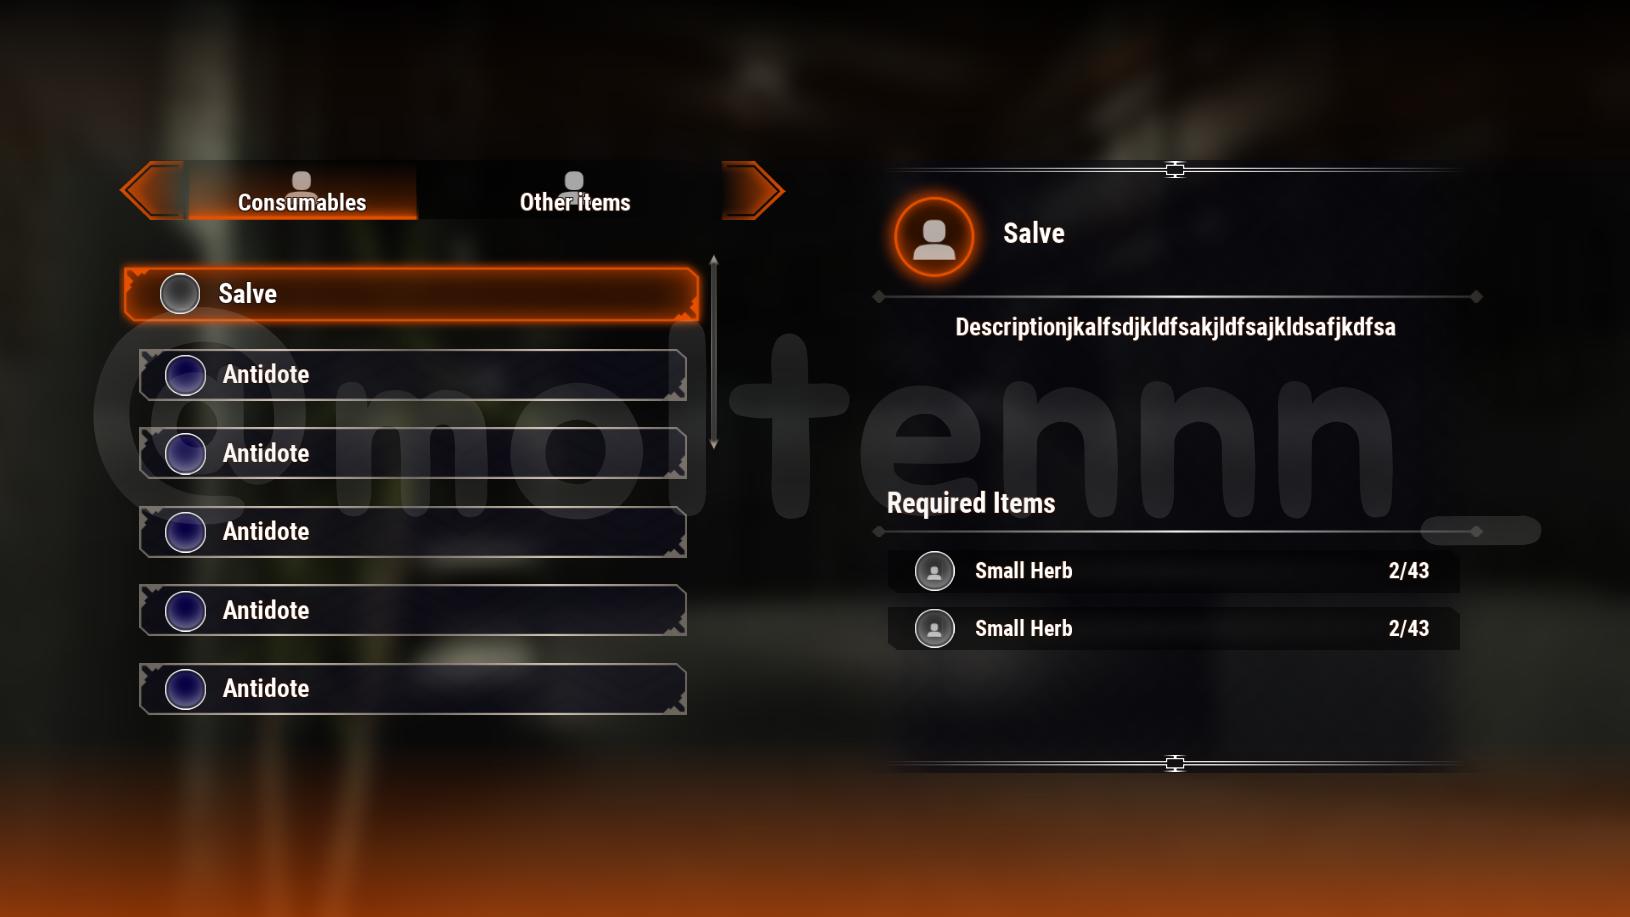 Consumables
Other items
Salve
Antidote
Antidote
Antidote
Antidote
Antidote
Salve
Descriptionjkalfsdjkldfsakjldfsajkldsafjkdfsa
Required Items
Small Herb 2/43
Small Herb 2/43
@moltennn_